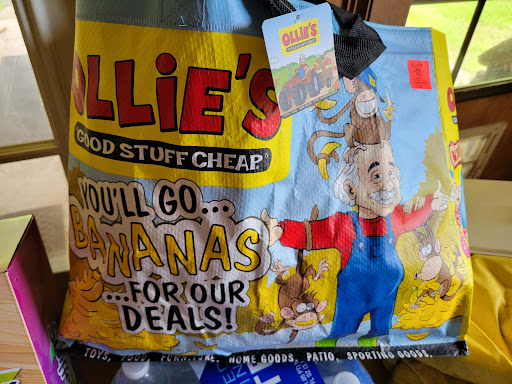 OLLIE'S
GOOD STUFF CHEAP
OLLIE'S
YOU'LL GO...
BANANAS
...FOR OUR
DEALS!
TOYS, FOOD, FURNITURE, HOME GOODS, PATIO, SPORTING GOODS,